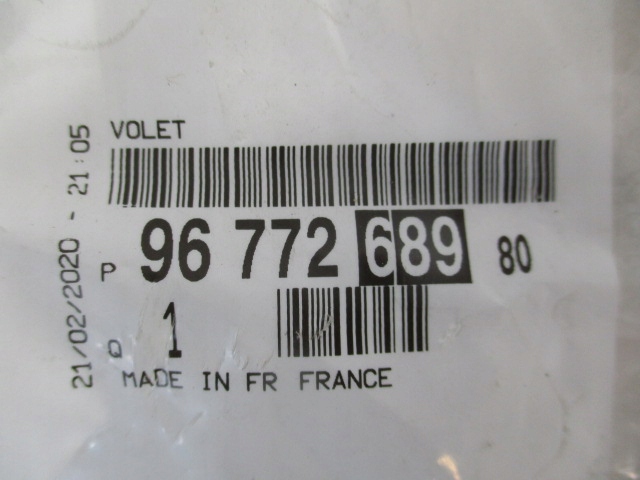 VOLET
P 96 772 689 80
Q 1
MADE IN FR FRANCE
21/02/2020 - 21:05